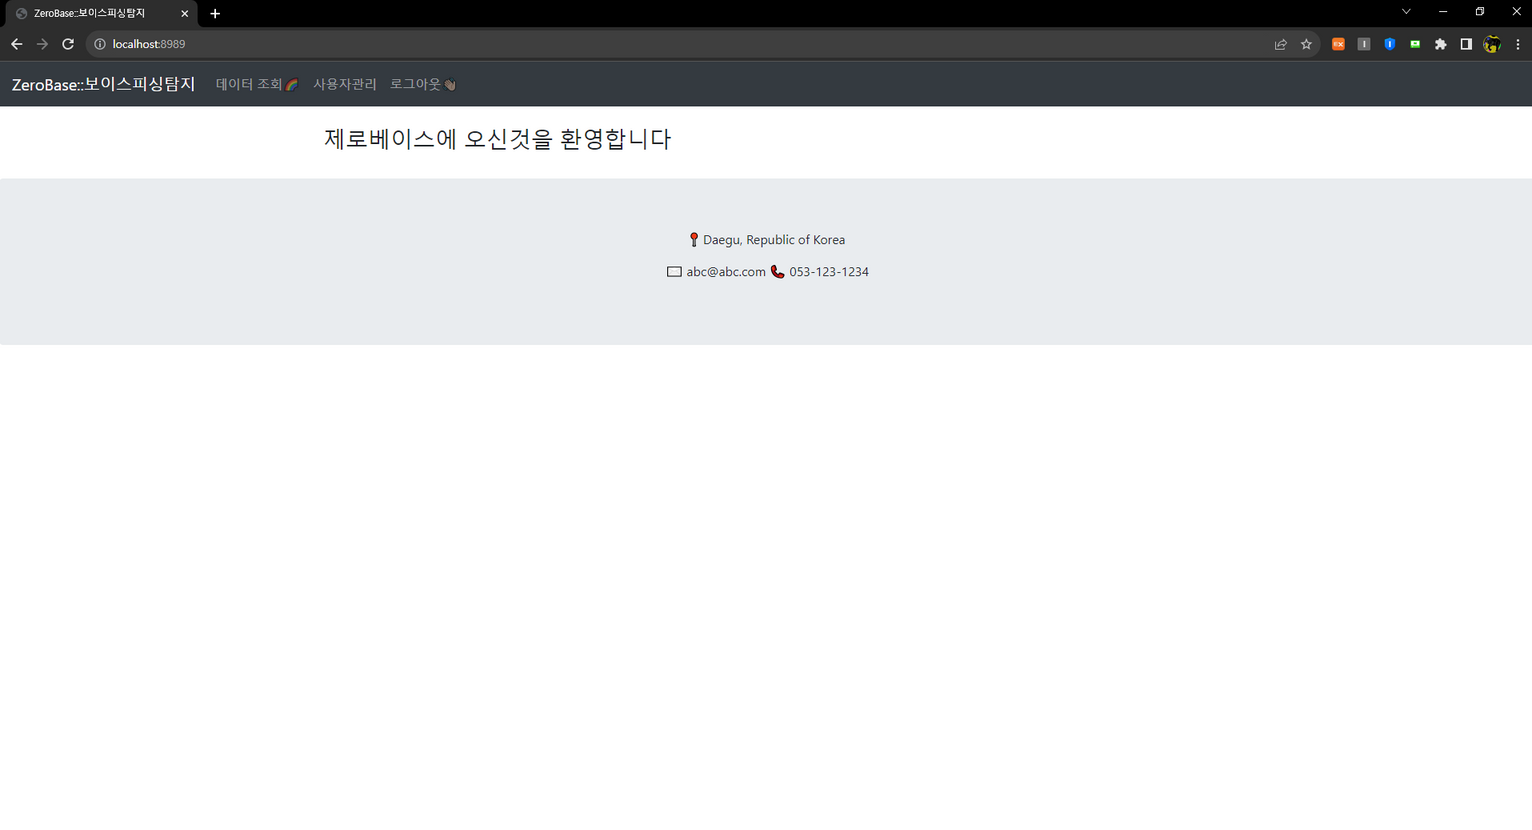 ZeroBase::보이스피싱탐지
localhost:8989
ZeroBase::보이스피싱탐지 데이터 조회🌈 사용자관리 로그아웃👋🏿
제로베이스에 오신것을 환영합니다
📍 Daegu, Republic of Korea
✉ abc@abc.com 📞 053-123-1234